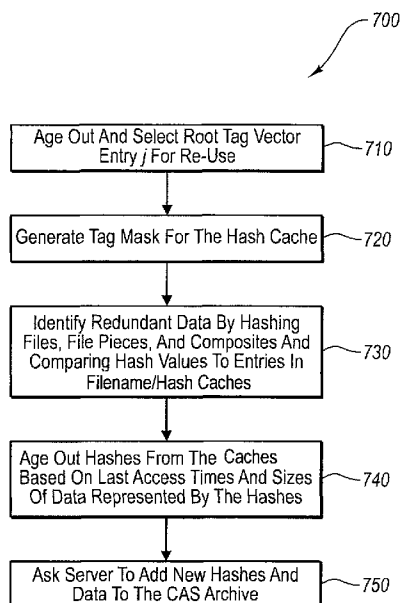 700
Age Out And Select Root Tag Vector
Entry j For Re-Use
710
Generate Tag Mask For The Hash Cache
720
Identify Redundant Data By Hashing
Files, File Pieces, And Composites And
Comparing Hash Values To Entries In
Filename/Hash Caches
730
Age Out Hashes From The Caches
Based On Last Access Times And Sizes
Of Data Represented By The Hashes
740
Ask Server To Add New Hashes And
Data To The CAS Archive
750